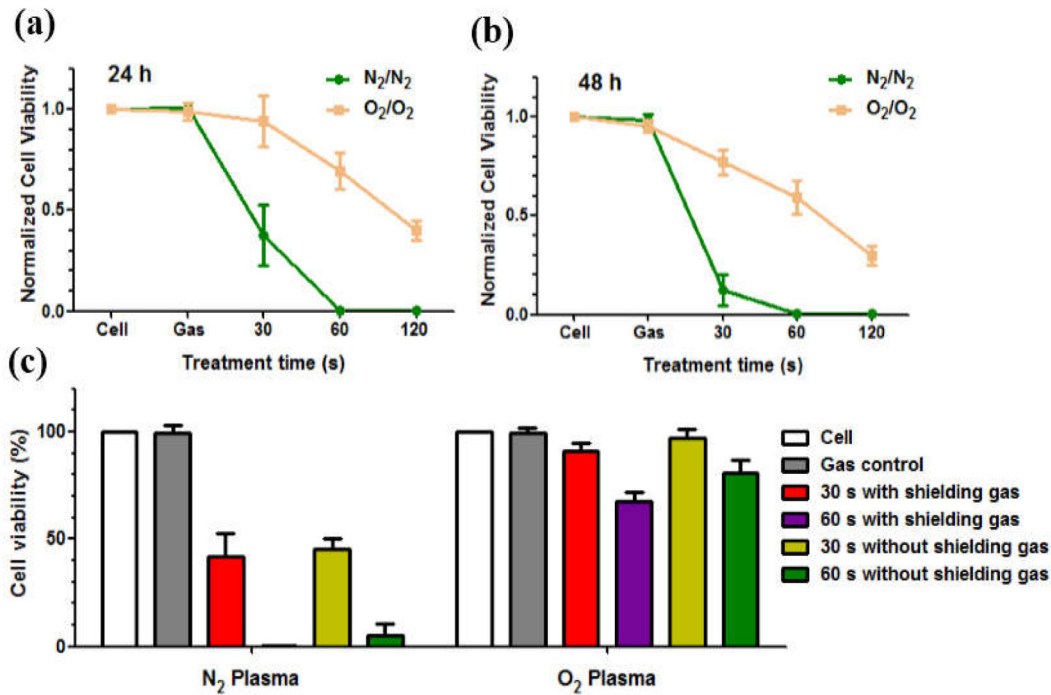 (a)
24 h
N2/N2
O2/O2
Normalized Cell Viability
1.0
0.5
0.0
Cell Gas 30 60 120
Treatment time (s)
(b)
48 h
N2/N2
O2/O2
Normalized Cell Viability
1.0
0.5
0.0
Cell Gas 30 60 120
Treatment time (s)
(c)
Cell viability (%)
100
50
0
N2 Plasma O2 Plasma
Cell
Gas control
30 s with shielding gas
60 s with shielding gas
30 s without shielding gas
60 s without shielding gas